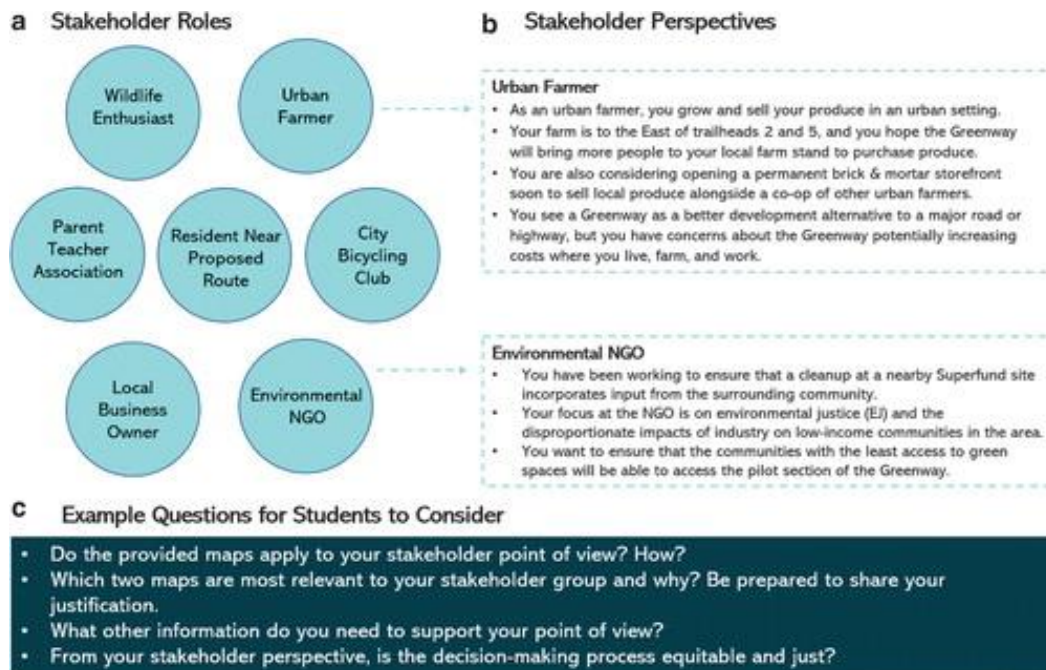 a Stakeholder Roles
Wildlife
Enthusiast
Urban
Farmer
Parent
Teacher
Association
Resident Near
Proposed
Route
City
Bicycling
Club
Local
Business
Owner
Environmental
NGO
b Stakeholder Perspectives
Urban Farmer
• As an urban farmer, you grow and sell your produce in an urban setting.
• Your farm is to the East of trailheads 2 and 5, and you hope the Greenway
will bring more people to your local farm stand to purchase produce.
• You are also considering opening a permanent brick & mortar storefront
soon to sell local produce alongside a co-op of other urban farmers.
• You see a Greenway as a better development alternative to a major road or
highway, but you have concerns about the Greenway potentially increasing
costs where you live, farm, and work.
Environmental NGO
• You have been working to ensure that a cleanup at a nearby Superfund site
incorporates input from the surrounding community.
• Your focus at the NGO is on environmental justice (EJ) and the
disproportionate impacts of industry on low-income communities in the area.
• You want to ensure that the communities with the least access to green
spaces will be able to access the pilot section of the Greenway.
c Example Questions for Students to Consider
• Do the provided maps apply to your stakeholder point of view? How?
• Which two maps are most relevant to your stakeholder group and why? Be prepared to share your
justification.
• What other information do you need to support your point of view?
• From your stakeholder perspective, is the decision-making process equitable and just?